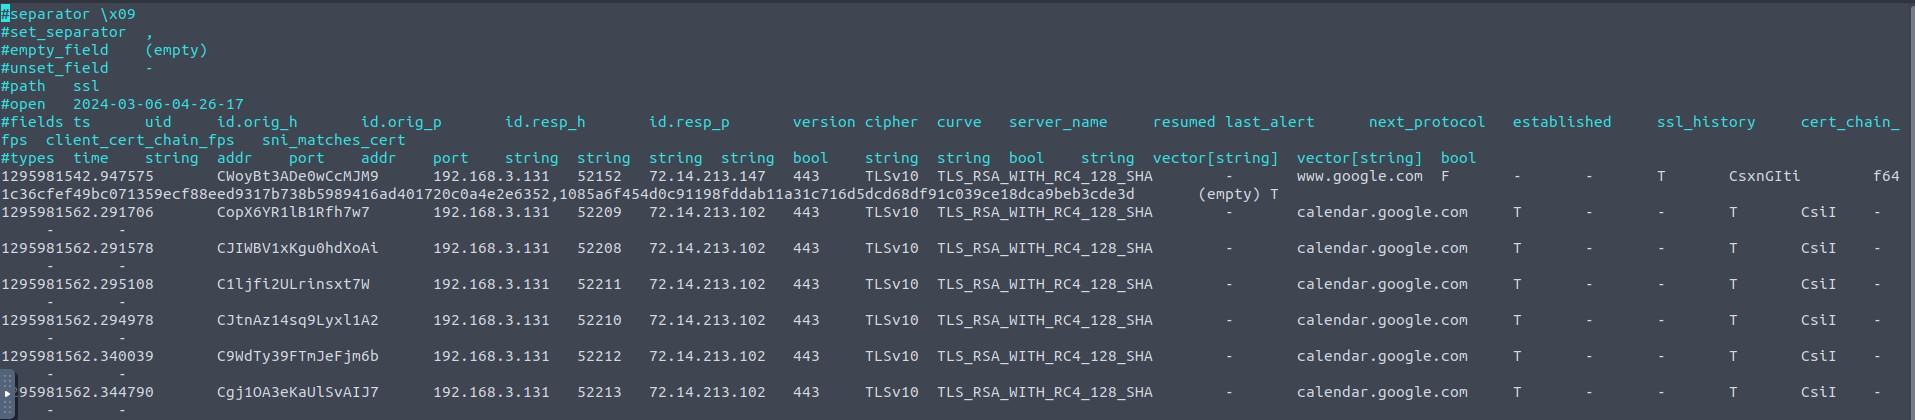 #separator \x09
#set_separator  ,
#empty_field    (empty)
#unset_field    -
#path   ssl
#open   2024-03-06-04-26-17
#fields ts      uid     id.orig_h       id.orig_p       id.resp_h       id.resp_p       version cipher  curve   server_name     resumed last_alert      next_protocol   established     ssl_history     cert_chain_
fps  client_cert_chain_fps   sni_matches_cert
#types  time    string  addr    port    addr    port    string  string  string  string  bool    string  string  bool    string  vector[string]  vector[string]  bool
1295981542.947575       CWoyBt3ADe0wCcMJM9      192.168.3.131   52152   72.14.213.147   443     TLSv10  TLS_RSA_WITH_RC4_128_SHA        -       www.google.com  F       -       -       T       CsxnGIti        f64
1c36cfef49bc071359ecf88eed9317b738b5989416ad401720c0a4e2e6352,1085a6f454d0c91198fddab11a31c716d5dcd68df91c039ce18dca9beb3cde3d       (empty) T
1295981562.291706       CopX6YR1lB1Rfh7w7       192.168.3.131   52209   72.14.213.102   443     TLSv10  TLS_RSA_WITH_RC4_128_SHA        -       calendar.google.com     T       -       -       T       CsiI    -
-       -
1295981562.291578       CJIWBV1xKgu0hdXoAi      192.168.3.131   52208   72.14.213.102   443     TLSv10  TLS_RSA_WITH_RC4_128_SHA        -       calendar.google.com     T       -       -       T       CsiI    -
-       -
1295981562.295108       C1ljfi2ULrinsxt7W       192.168.3.131   52211   72.14.213.102   443     TLSv10  TLS_RSA_WITH_RC4_128_SHA        -       calendar.google.com     T       -       -       T       CsiI    -
-       -
1295981562.294978       CJtnAz14sq9Lyxl1A2      192.168.3.131   52210   72.14.213.102   443     TLSv10  TLS_RSA_WITH_RC4_128_SHA        -       calendar.google.com     T       -       -       T       CsiI    -
-       -
1295981562.340039       C9WdTy39FTmJeFjm6b      192.168.3.131   52212   72.14.213.102   443     TLSv10  TLS_RSA_WITH_RC4_128_SHA        -       calendar.google.com     T       -       -       T       CsiI    -
-       -
295981562.344790       Cgj1OA3eKaUlSvAIJ7      192.168.3.131   52213   72.14.213.102   443     TLSv10  TLS_RSA_WITH_RC4_128_SHA        -       calendar.google.com     T       -       -       T       CsiI    -
-       -